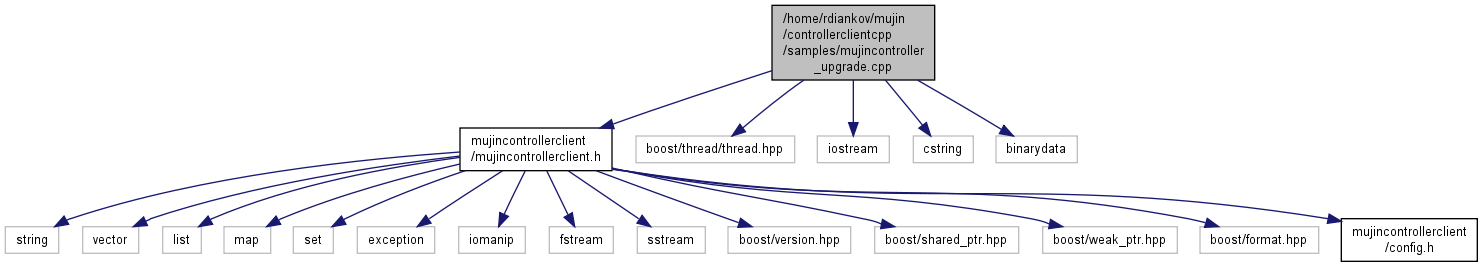 /home/rdiankov/mujin
/controllerclientcpp
/samples/mujincontroller
_upgrade.cpp
mujincontrollerclient
/mujincontrollerclient.h
boost/thread/thread.hpp
iostream
cstring
binarydata
string
vector
list
map
set
exception
iomanip
fstream
sstream
boost/version.hpp
boost/shared_ptr.hpp
boost/weak_ptr.hpp
boost/format.hpp
mujincontrollerclient
/config.h